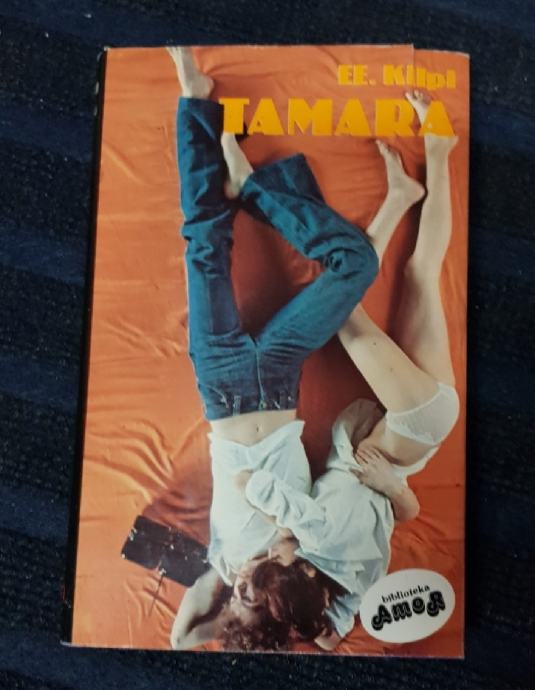 EE. Kilpi
TAMARA
biblioteka
AmoR